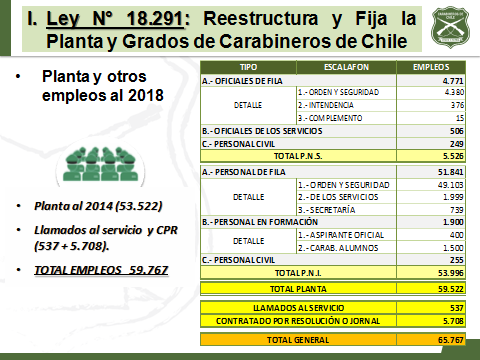 I. Ley N° 18.291: Reestructura y Fija la
Planta y Grados de Carabineros de Chile
• Planta y otros
empleos al 2018
• Planta al 2014 (53.522)
• Llamados al servicio y CPR
(537 + 5.708).
• TOTAL EMPLEOS 59.767
TIPO ESCALAFON EMPLEOS
A.- OFICIALES DE FILA 4.771
DETALLE
1.- ORDEN Y SEGURIDAD 4.380
2.- INTENDENCIA 376
3.- COMPLEMENTO 15
B.- OFICIALES DE LOS SERVICIOS 506
C.- PERSONAL CIVIL 249
TOTAL P.N.S. 5.526
A.- PERSONAL DE FILA 51.841
DETALLE
1.- ORDEN Y SEGURIDAD 49.103
2.- DE LOS SERVICIOS 1.999
3.- SECRETARÍA 739
B.- PERSONAL EN FORMACIÓN 1.900
DETALLE
1.- ASPIRANTE OFICIAL 400
2.- CARAB. ALUMNOS 1.500
C.- PERSONAL CIVIL 255
TOTAL P.N.I. 53.996
TOTAL PLANTA 59.522
LLAMADOS AL SERVICIO 537
CONTRATADO POR RESOLUCIÓN O JORNAL 5.708
TOTAL GENERAL 65.767